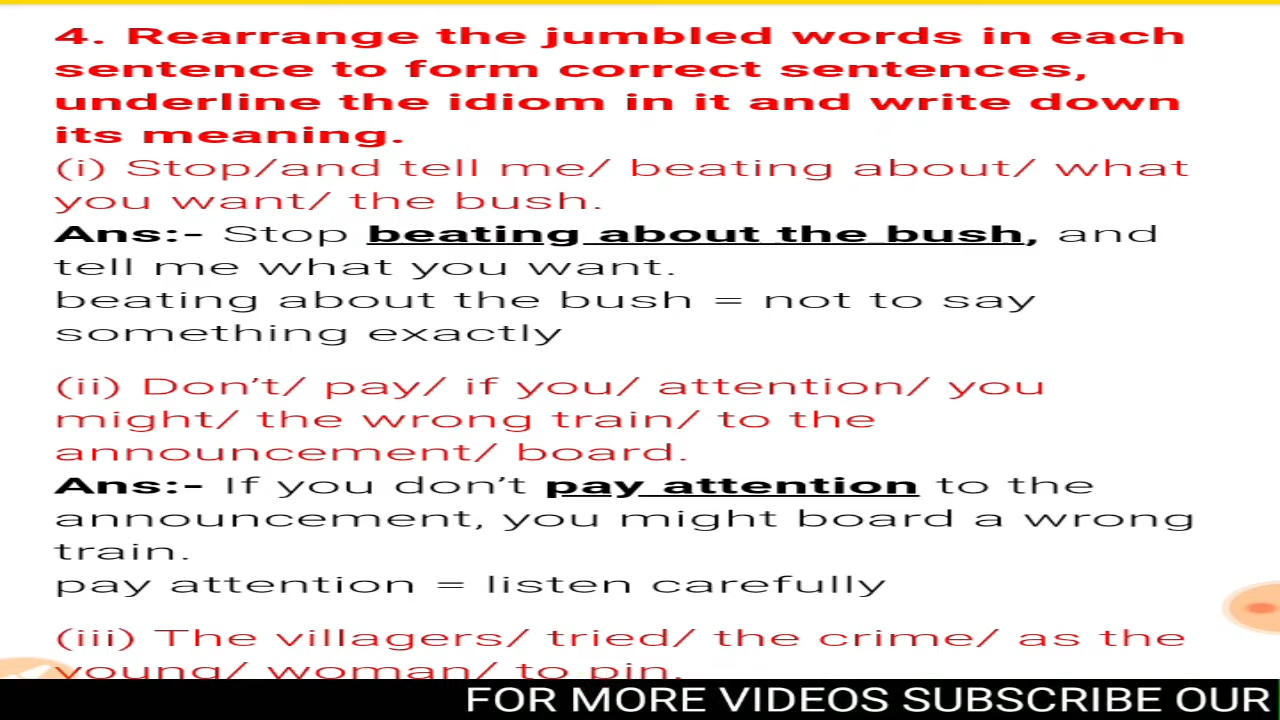 4. Rearrange the jumbled words in each
sentence to form correct sentences,
underline the idiom in it and write down
its meaning.
(i) Stop/and tell me/ beating about/ what
you want/ the bush.
Ans:- Stop beating about the bush, and
tell me what you want.
beating about the bush = not to say
something exactly
(ii) Don’t/ pay/ if you/ attention/ you
might/ the wrong train/ to the
announcement/ board.
Ans:- If you don’t pay attention to the
announcement, you might board a wrong
train.
pay attention = listen carefully
(iii) The villagers/ tried/ the crime/ as the
young/ woman/ to pin.
FOR MORE VIDEOS SUBSCRIBE OUR